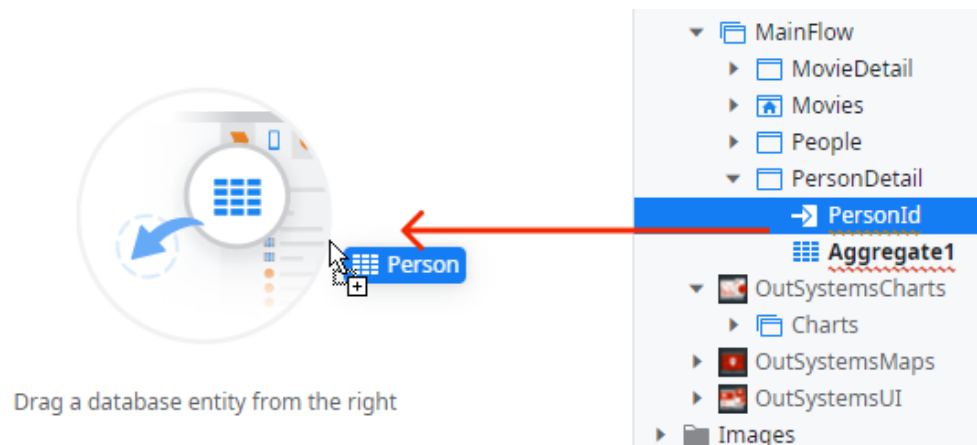 MainFlow
MovieDetail
Movies
People
PersonDetail
PersonId
Person
Aggregate1
OutSystemsCharts
Charts
OutSystemsMaps
OutSystemsUI
Images
Drag a database entity from the right